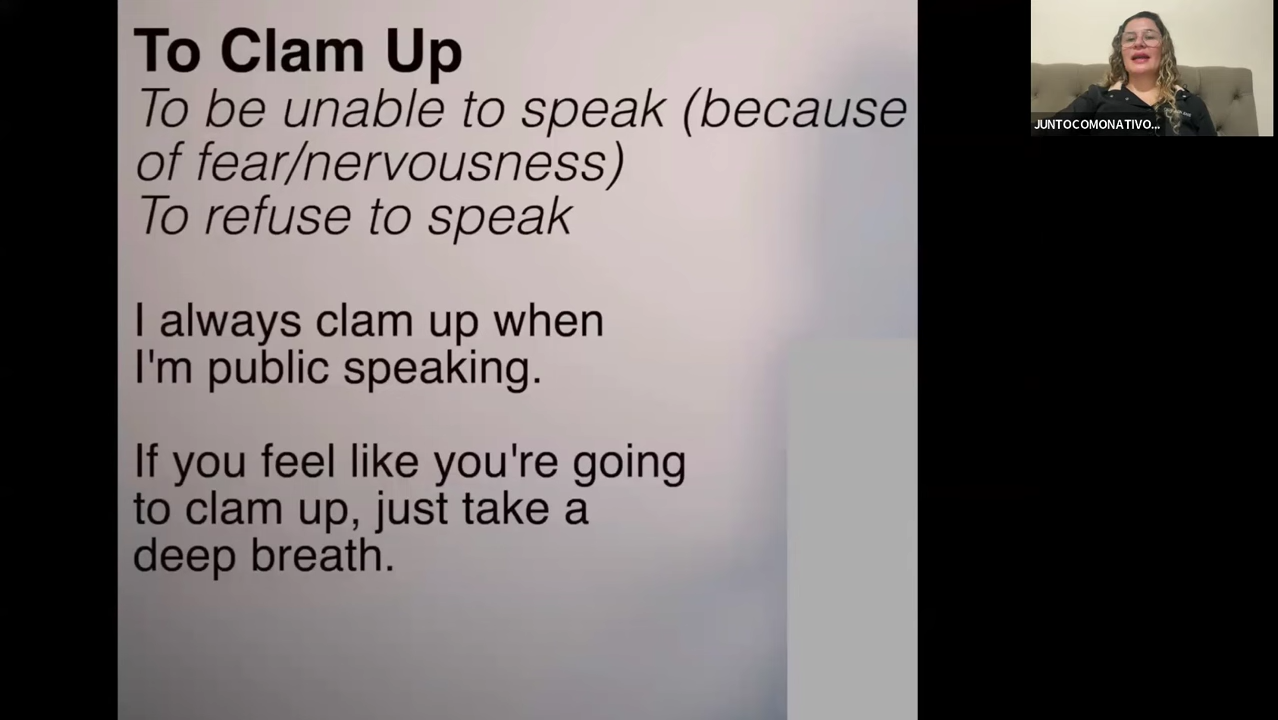 To Clam Up
To be unable to speak (because
of fear/nervousness)
To refuse to speak
I always clam up when
I'm public speaking.
If you feel like you're going
to clam up, just take a
deep breath.
JUNTOCOMONATIVO...